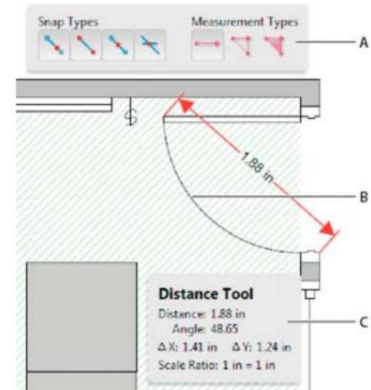 Snap Types
Measurement Types
A
1.88 in
B
Distance Tool
Distance: 1.88 in
Angle: 48.65
Δ X: 1.41 in Δ Y: 1.24 in
Scale Ratio: 1 in = 1 in
C